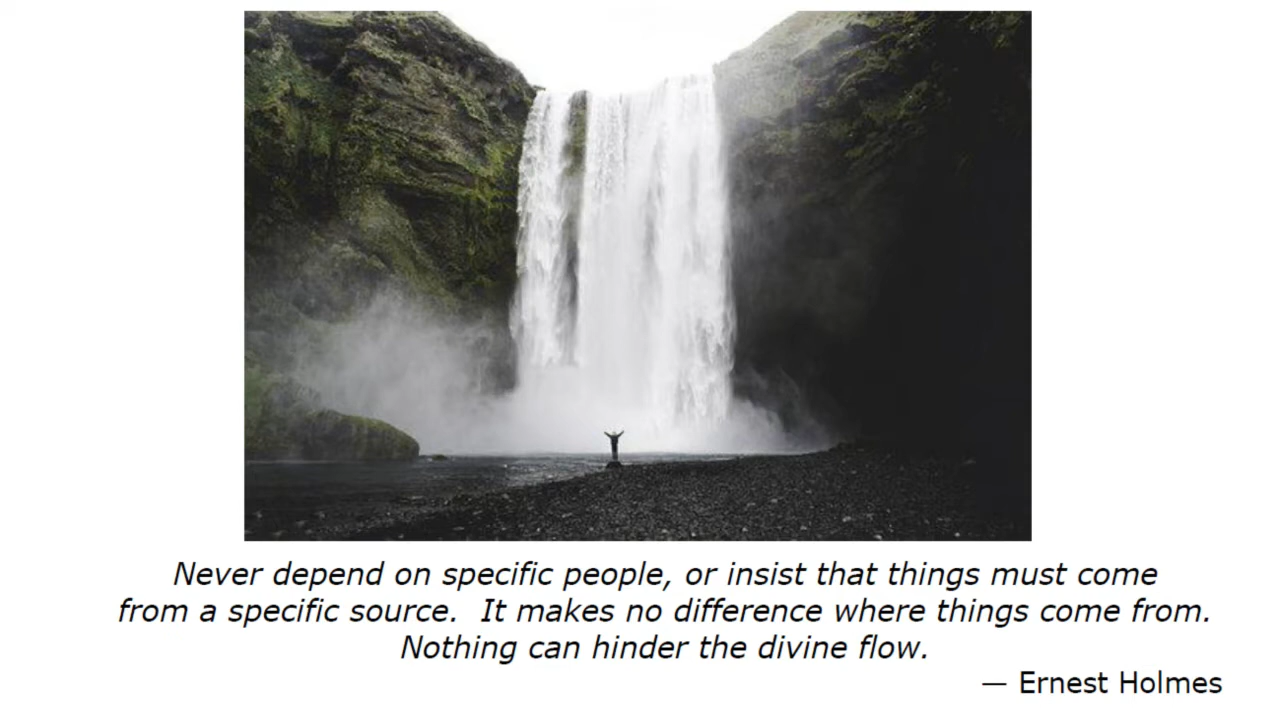 Never depend on specific people, or insist that things must come
from a specific source.  It makes no difference where things come from.
Nothing can hinder the divine flow.
— Ernest Holmes